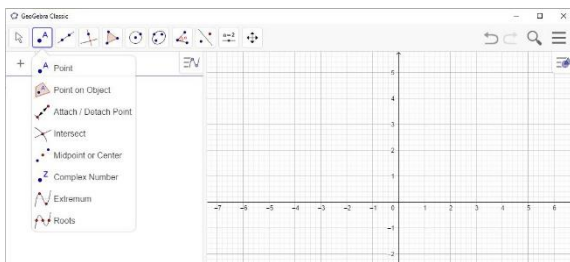 GeoGebra Classic
A
a=2
+
A Point
Point on Object
Attach / Detach Point
Intersect
Midpoint or Center
Z Complex Number
Extremum
Roots
5
4
3
2
1
-7 -6 -5 -4 -3 -2 -1 0 1 2 3 4 5 6
-1
-2